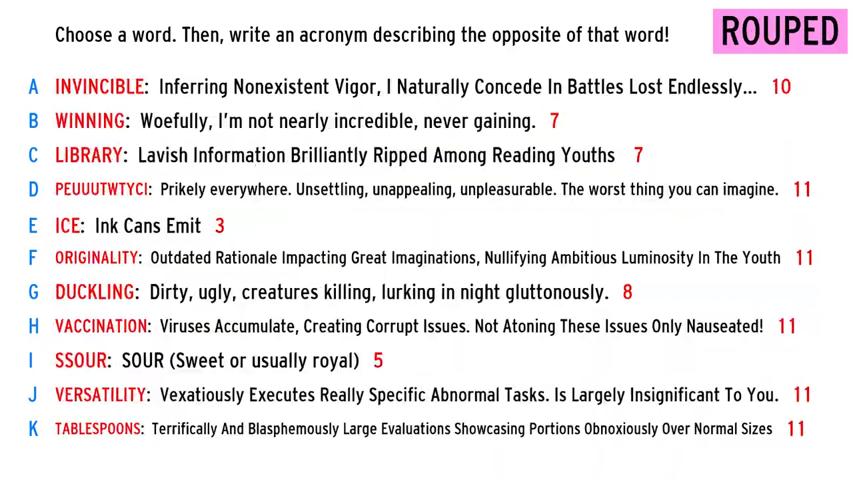 Choose a word. Then, write an acronym describing the opposite of that word!
ROUPED
A INVINCIBLE: Inferring Nonexistent Vigor, I Naturally Concede In Battles Lost Endlessly... 10
B WINNING: Woefully, I'm not nearly incredible, never gaining. 7
C LIBRARY: Lavish Information Brilliantly Ripped Among Reading Youths 7
D PEUUUTWTYCI: Prikely everywhere. Unsettling, unappealing, unpleasurable. The worst thing you can imagine. 11
E ICE: Ink Cans Emit 3
F ORIGINALITY: Outdated Rationale Impacting Great Imaginations, Nullifying Ambitious Luminosity In The Youth 11
G DUCKLING: Dirty, ugly, creatures killing, lurking in night gluttonously. 8
H VACCINATION: Viruses Accumulate, Creating Corrupt Issues. Not Atoning These Issues Only Nauseated! 11
I SSOUR: SOUR (Sweet or usually royal) 5
J VERSATILITY: Vexatiously Executes Really Specific Abnormal Tasks. Is Largely Insignificant To You. 11
K TABLESPOONS: Terrifically And Blasphemously Large Evaluations Showcasing Portions Obnoxiously Over Normal Sizes 11